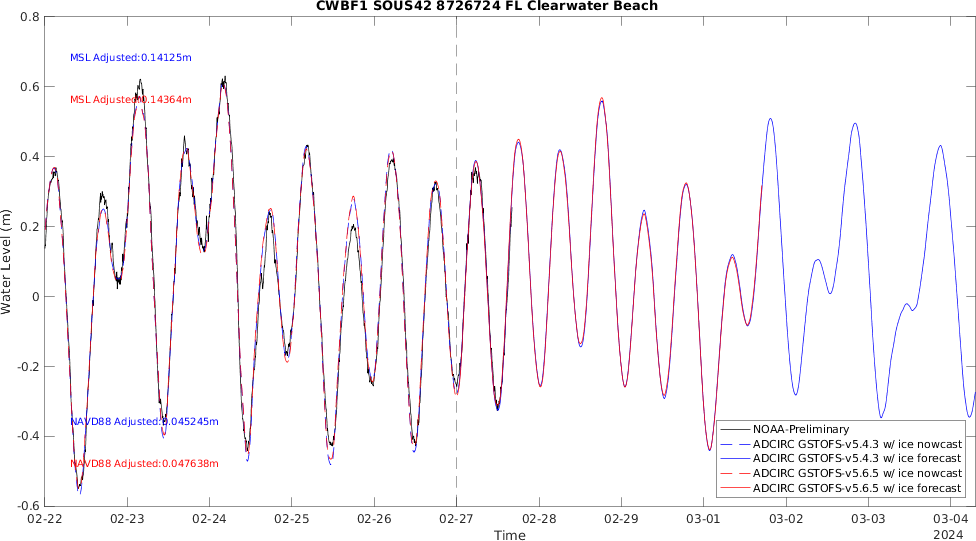 CWBF1 SOUS42 8726724 FL Clearwater Beach
0.8
0.6
0.4
0.2
0
-0.2
-0.4
-0.6
Water Level (m)
MSL Adjusted:0.14125m
MSL Adjusted:0.14364m
NAVD88 Adjusted:0.045245m
NAVD88 Adjusted:0.047638m
NOAA-Preliminary
ADCIRC GSTOFS-v5.4.3 w/ ice nowcast
ADCIRC GSTOFS-v5.4.3 w/ ice forecast
ADCIRC GSTOFS-v5.6.5 w/ ice nowcast
ADCIRC GSTOFS-v5.6.5 w/ ice forecast
02-22 02-23 02-24 02-25 02-26 02-27 02-28 02-29 03-01 03-02 03-03 03-04
Time
2024